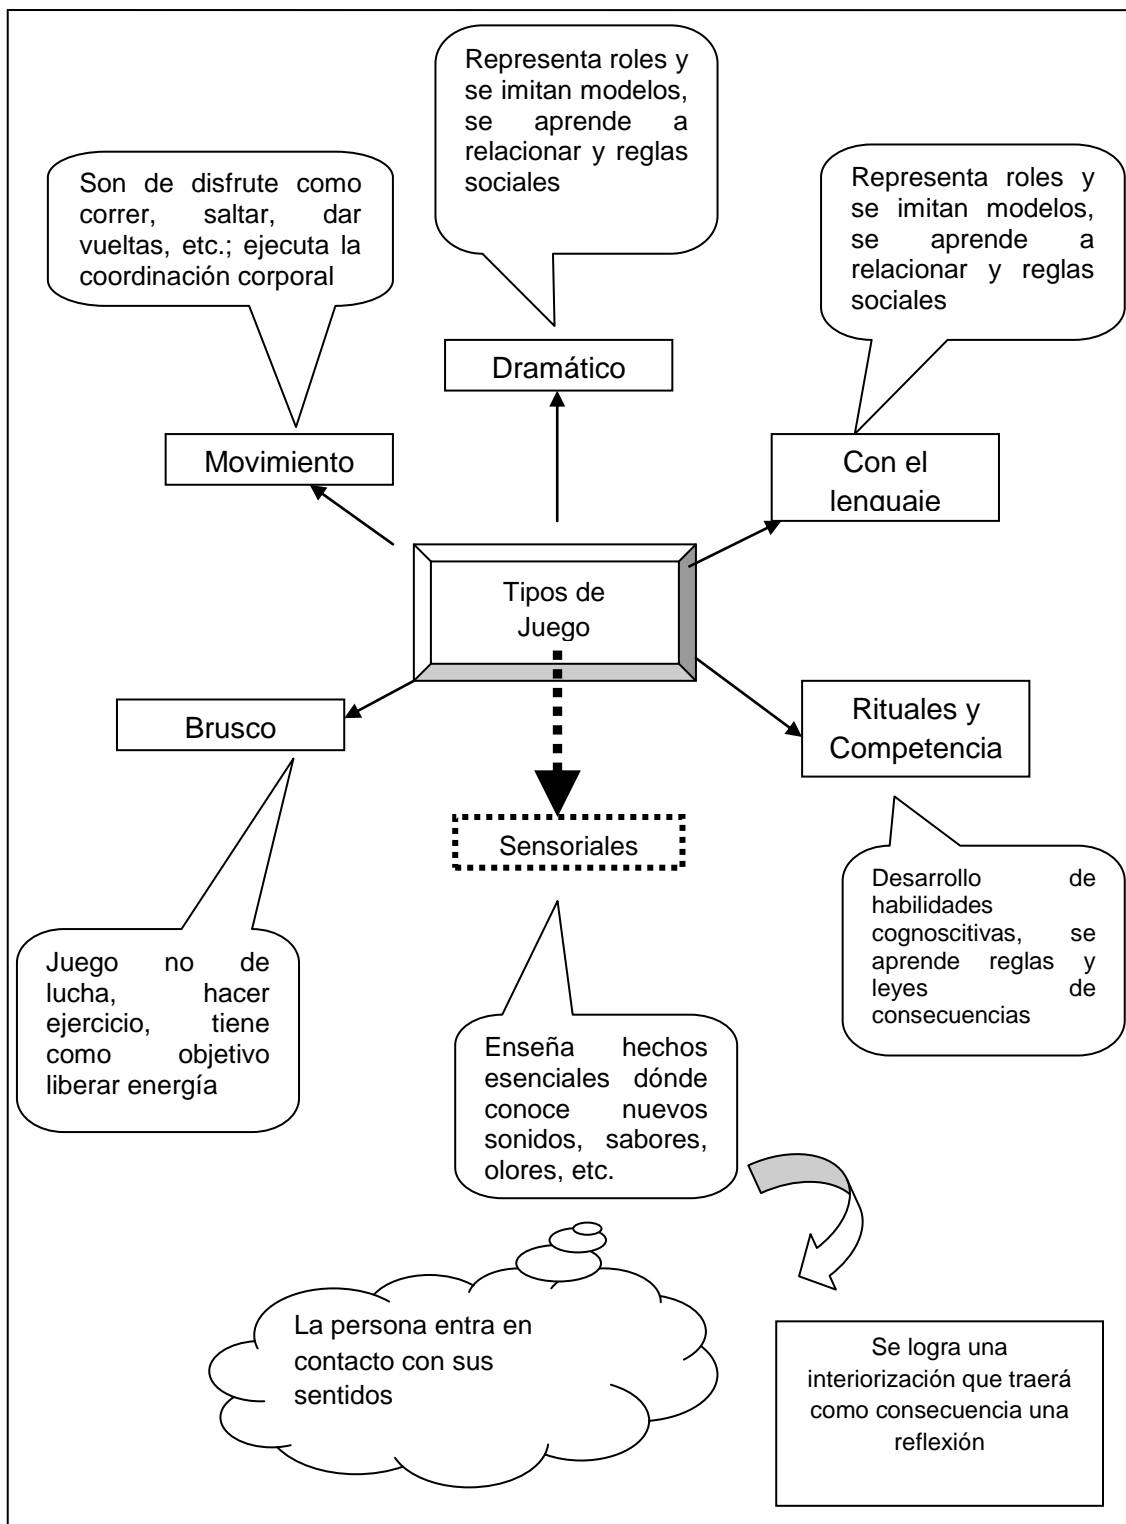 Representa roles y
se imitan modelos,
se aprende a
relacionar y reglas
sociales
Son de disfrute como
correr, saltar, dar
vueltas, etc.; ejecuta la
coordinación corporal
Representa roles y
se imitan modelos,
se aprende a
relacionar y reglas
sociales
Dramático
Movimiento
Con el
lenguaje
Tipos de
Juego
Brusco
Rituales y
Competencia
Sensoriales
Desarrollo de
habilidades
cognoscitivas, se
aprende reglas y
leyes de
consecuencias
Juego no de
lucha, hacer
ejercicio, tiene
como objetivo
liberar energía
Enseña hechos
esenciales dónde
conoce nuevos
sonidos, sabores,
olores, etc.
La persona entra en
contacto con sus
sentidos
Se logra una
interiorización que traerá
como consecuencia una
reflexión